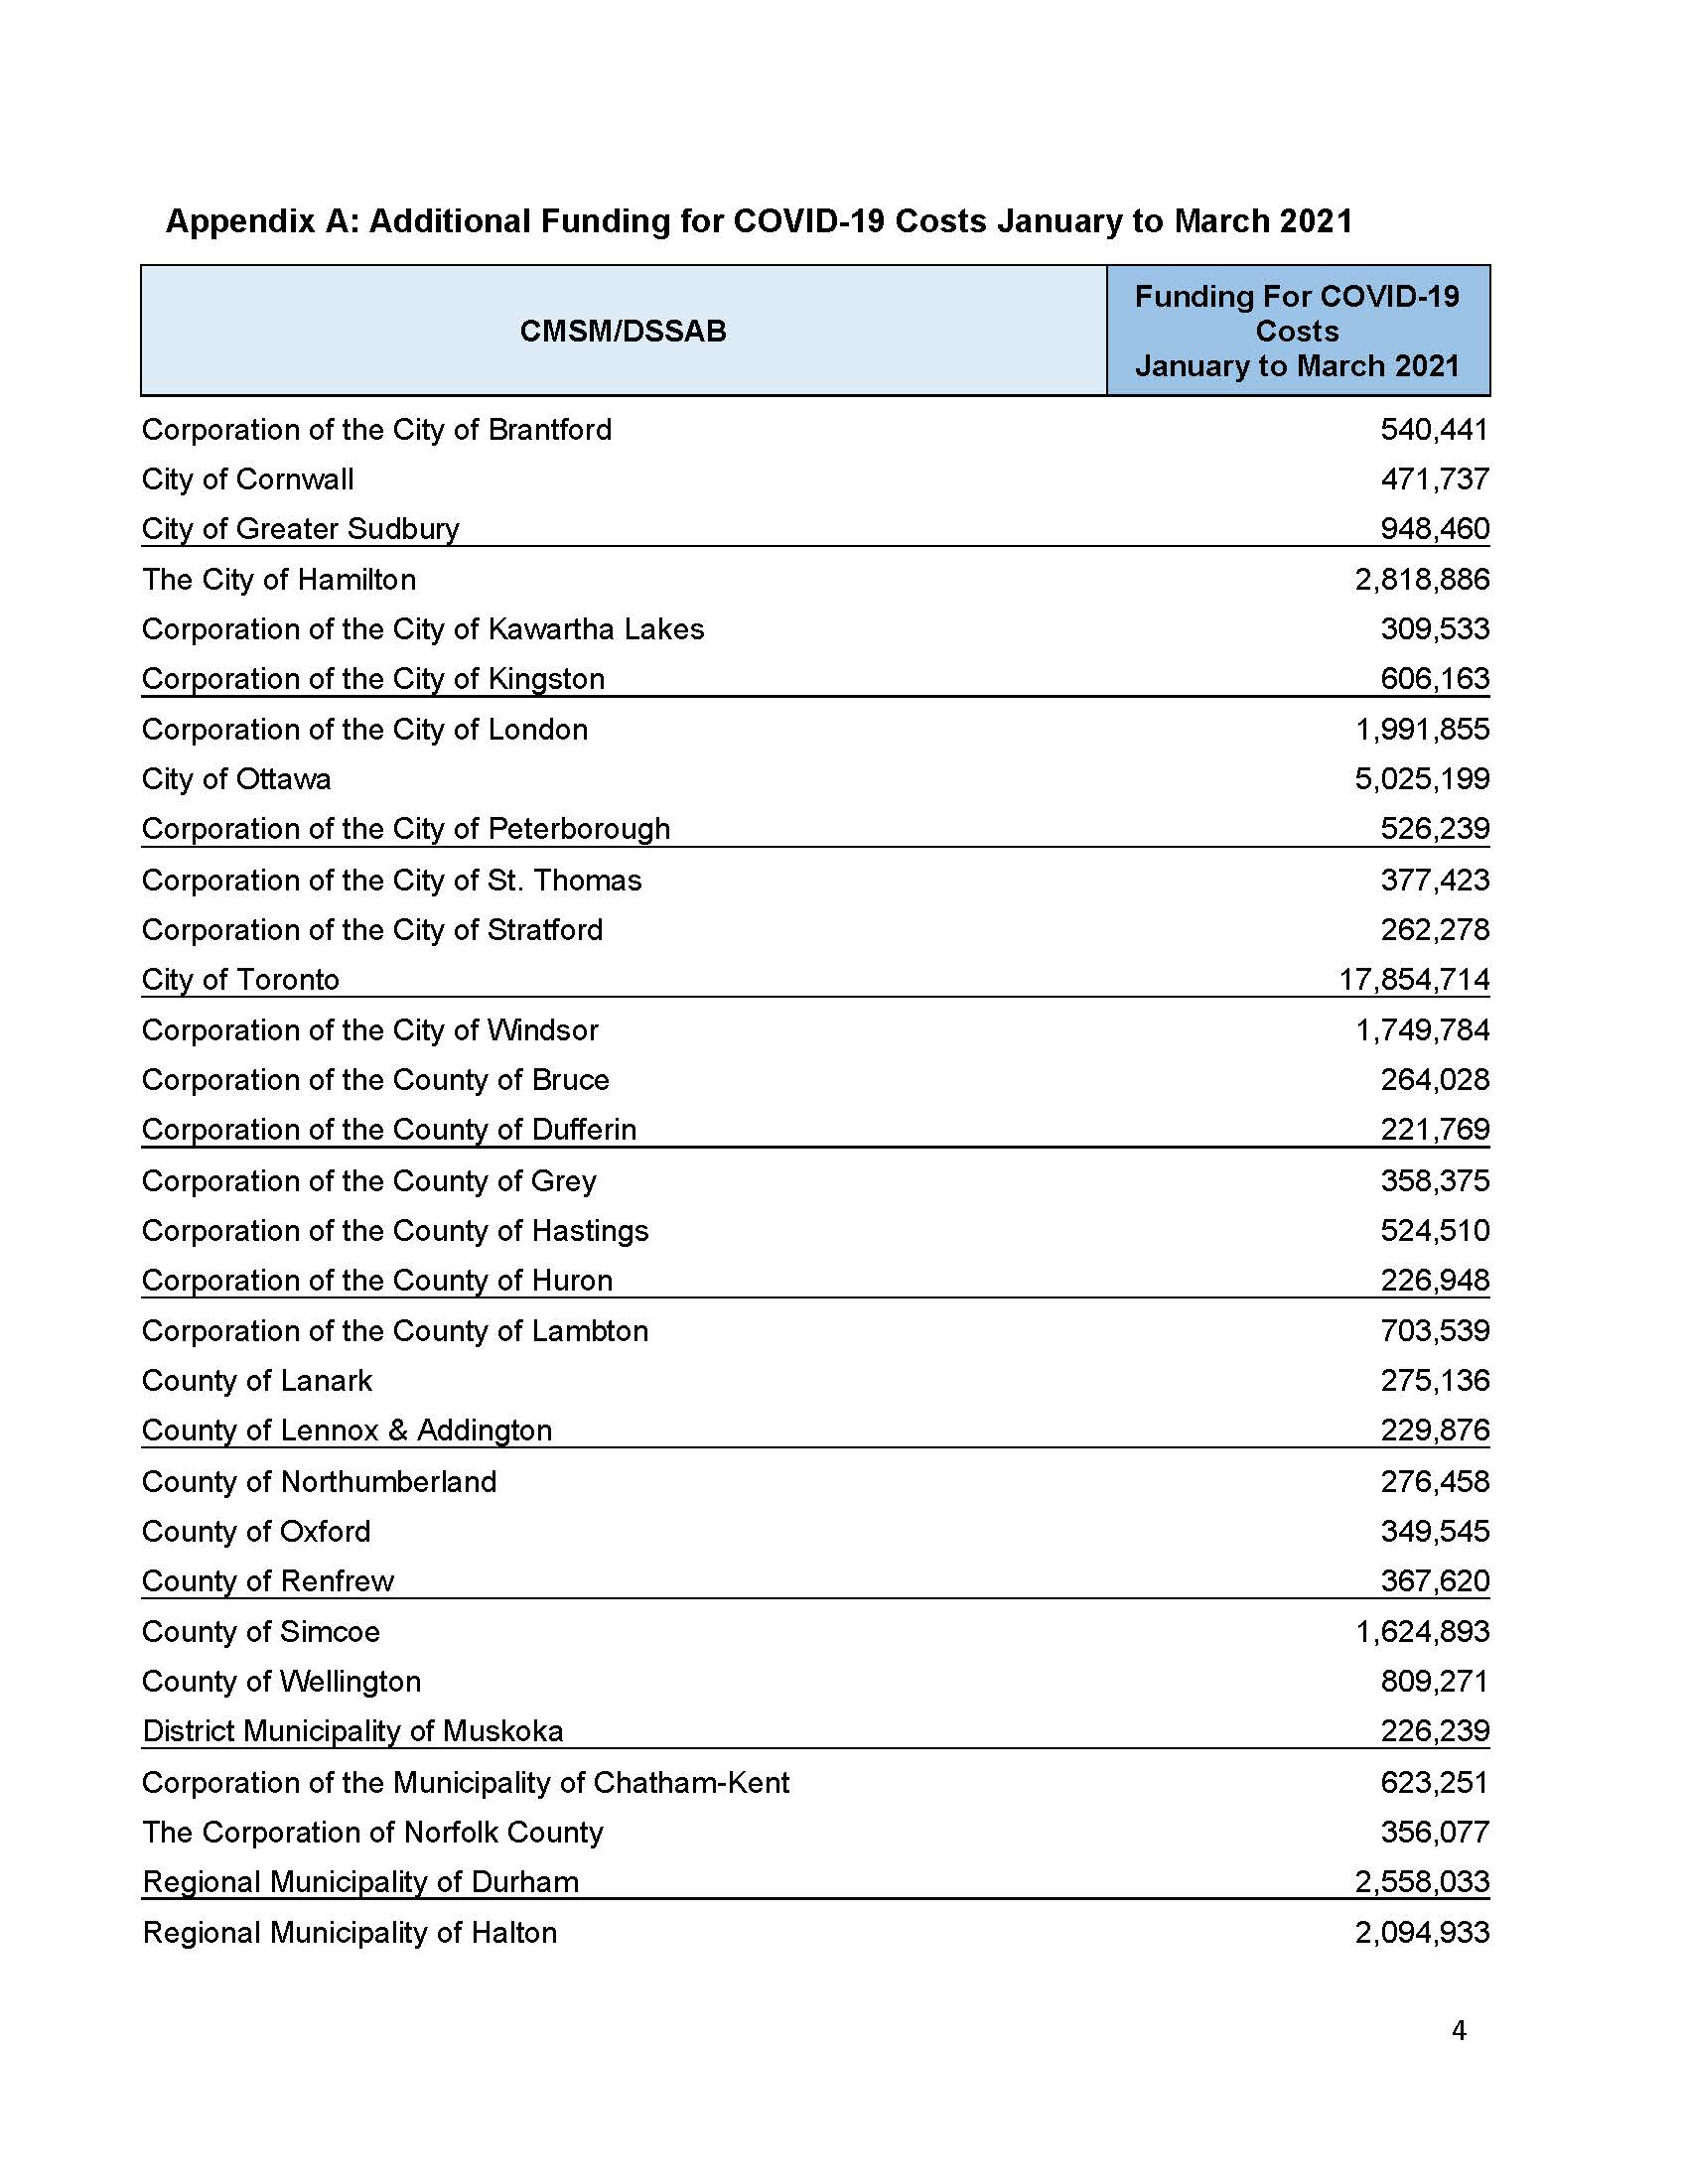 Appendix A: Additional Funding for COVID-19 Costs January to March 2021
CMSM/DSSAB
Funding For COVID-19
Costs
January to March 2021
Corporation of the City of Brantford 540,441
City of Cornwall 471,737
City of Greater Sudbury 948,460
The City of Hamilton 2,818,886
Corporation of the City of Kawartha Lakes 309,533
Corporation of the City of Kingston 606,163
Corporation of the City of London 1,991,855
City of Ottawa 5,025,199
Corporation of the City of Peterborough 526,239
Corporation of the City of St. Thomas 377,423
Corporation of the City of Stratford 262,278
City of Toronto 17,854,714
Corporation of the City of Windsor 1,749,784
Corporation of the County of Bruce 264,028
Corporation of the County of Dufferin 221,769
Corporation of the County of Grey 358,375
Corporation of the County of Hastings 524,510
Corporation of the County of Huron 226,948
Corporation of the County of Lambton 703,539
County of Lanark 275,136
County of Lennox & Addington 229,876
County of Northumberland 276,458
County of Oxford 349,545
County of Renfrew 367,620
County of Simcoe 1,624,893
County of Wellington 809,271
District Municipality of Muskoka 226,239
Corporation of the Municipality of Chatham-Kent 623,251
The Corporation of Norfolk County 356,077
Regional Municipality of Durham 2,558,033
Regional Municipality of Halton 2,094,933
4